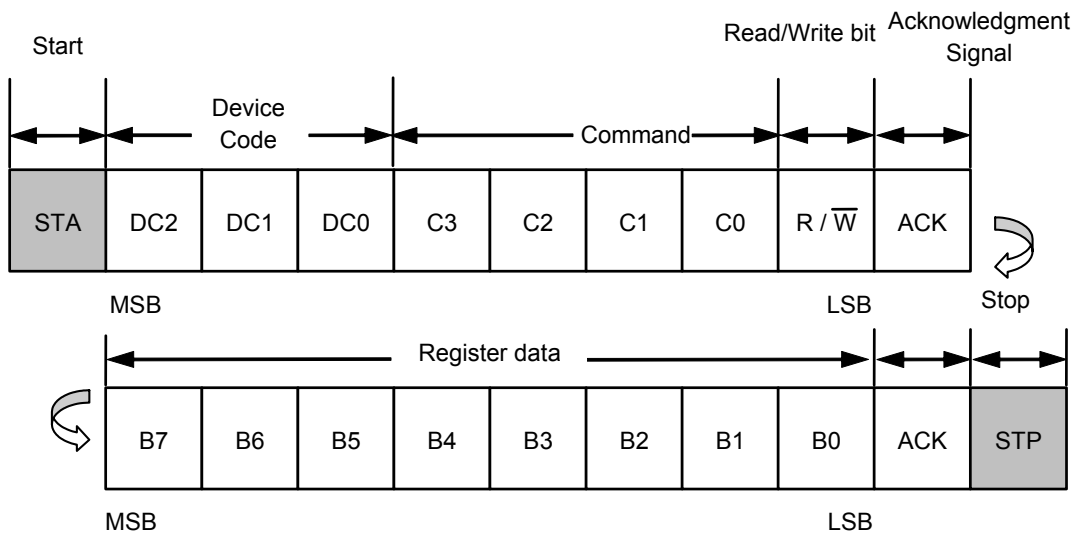 Start
Read/Write bit
Acknowledgment
Signal
Device
Code
Command
STA DC2 DC1 DC0 C3 C2 C1 C0 R / W̅ ACK
MSB LSB Stop
Register data
B7 B6 B5 B4 B3 B2 B1 B0 ACK STP
MSB LSB